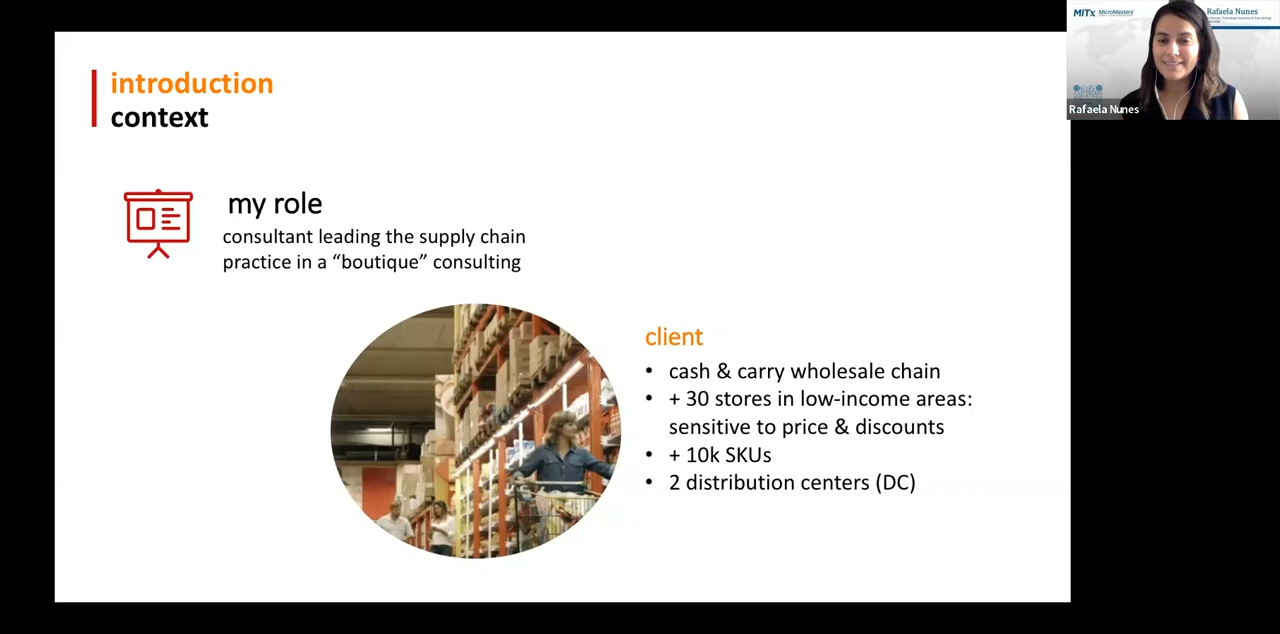 introduction
context
my role
consultant leading the supply chain
practice in a “boutique” consulting
client
• cash & carry wholesale chain
• + 30 stores in low-income areas:
sensitive to price & discounts
• + 10k SKUs
• 2 distribution centers (DC)
MITx MicroMasters
Rafaela Nunes
Rafaela Nunes